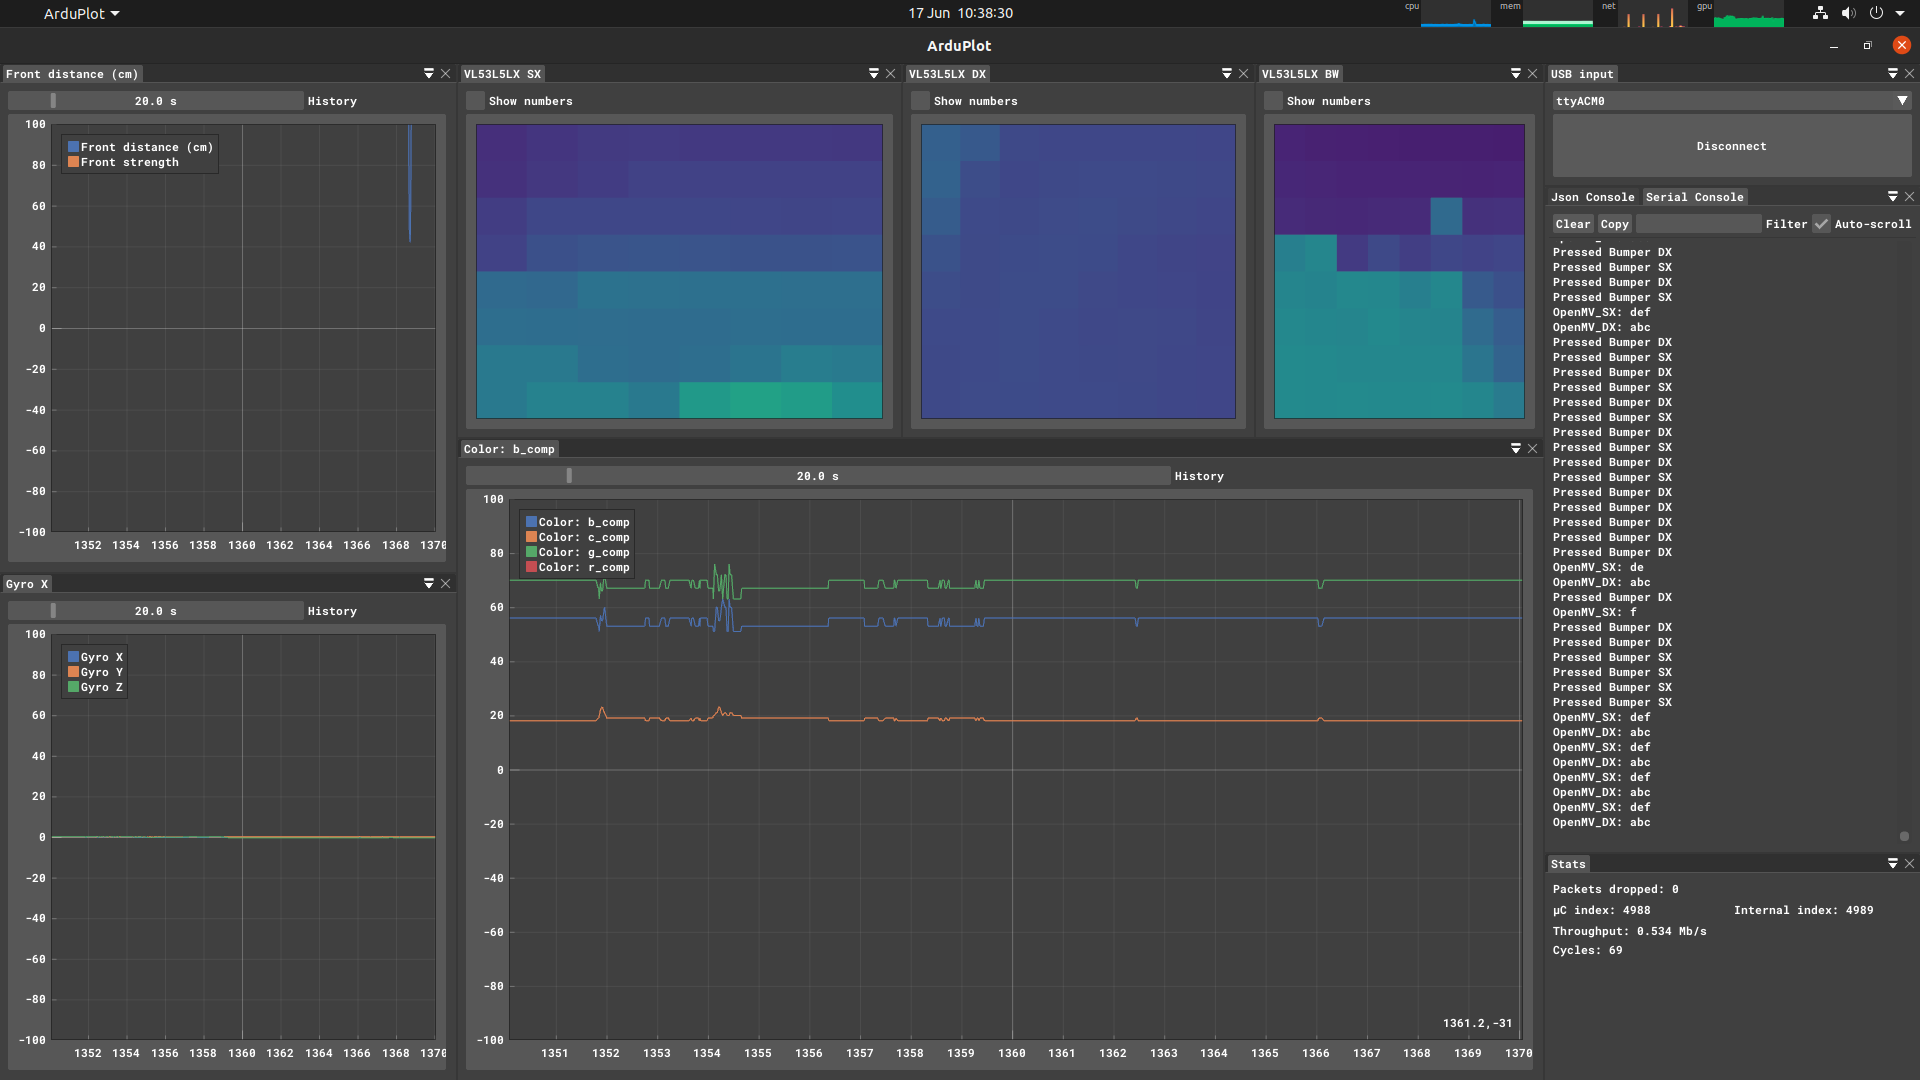 ArduPlot
17 Jun 10:38:30
cpu
mem
net
gpu
ArduPlot
Front distance (cm)
20.0 s
History
100
80
60
40
20
0
-20
-40
-60
-80
-100
Front distance (cm)
Front strength
1352 1354 1356 1358 1360 1362 1364 1366 1368 1370
Gyro X
20.0 s
History
100
80
60
40
20
0
-20
-40
-60
-80
-100
Gyro X
Gyro Y
Gyro Z
1352 1354 1356 1358 1360 1362 1364 1366 1368 1370
VL53L5LX SX
Show numbers
VL53L5LX DX
Show numbers
VL53L5LX BW
Show numbers
Color: b_comp
20.0 s
History
100
80
60
40
20
0
-20
-40
-60
-80
-100
Color: b_comp
Color: c_comp
Color: g_comp
Color: r_comp
1361.2,-31
1351 1352 1353 1354 1355 1356 1357 1358 1359 1360 1361 1362 1363 1364 1365 1366 1367 1368 1369 1370
USB input
ttyACM0
Disconnect
Json Console Serial Console
Clear Copy Filter Auto-scroll
Pressed Bumper DX
Pressed Bumper SX
Pressed Bumper DX
Pressed Bumper SX
OpenMV_SX: def
OpenMV_DX: abc
Pressed Bumper DX
Pressed Bumper SX
Pressed Bumper DX
Pressed Bumper SX
Pressed Bumper DX
Pressed Bumper SX
Pressed Bumper DX
Pressed Bumper SX
Pressed Bumper DX
Pressed Bumper SX
Pressed Bumper DX
Pressed Bumper DX
Pressed Bumper DX
Pressed Bumper DX
Pressed Bumper DX
OpenMV_SX: de
OpenMV_DX: abc
Pressed Bumper DX
OpenMV_SX: f
Pressed Bumper DX
Pressed Bumper DX
Pressed Bumper SX
Pressed Bumper SX
Pressed Bumper SX
Pressed Bumper SX
OpenMV_SX: def
OpenMV_DX: abc
OpenMV_SX: def
OpenMV_DX: abc
OpenMV_SX: def
OpenMV_DX: abc
OpenMV_SX: def
OpenMV_DX: abc
Stats
Packets dropped: 0
µC index: 4988 Internal index: 4989
Throughput: 0.534 Mb/s
Cycles: 69